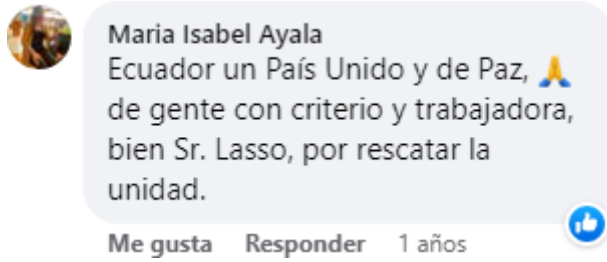 Maria Isabel Ayala
Ecuador un País Unido y de Paz, 🙏
de gente con criterio y trabajadora,
bien Sr. Lasso, por rescatar la
unidad.
Me gusta Responder 1 años